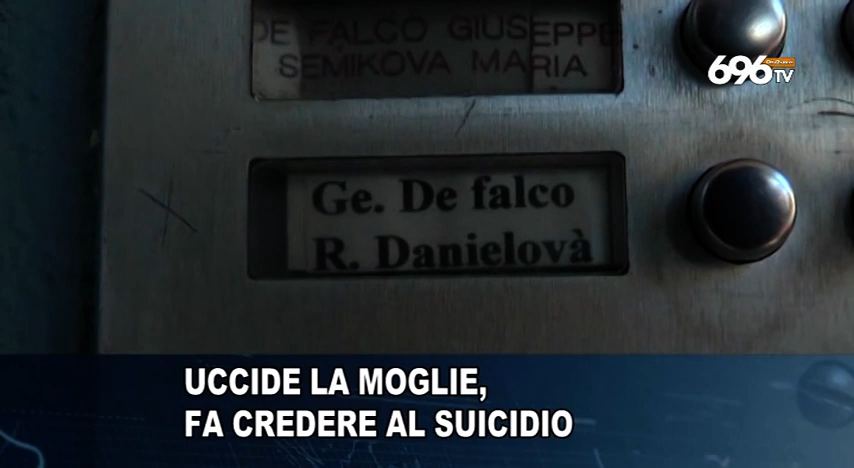 DE FALCO GIUSEPPE
SEMIKOVA MARIA
696 TV
Ge. De falco
R. Danielovà
UCCIDE LA MOGLIE,
FA CREDERE AL SUICIDIO